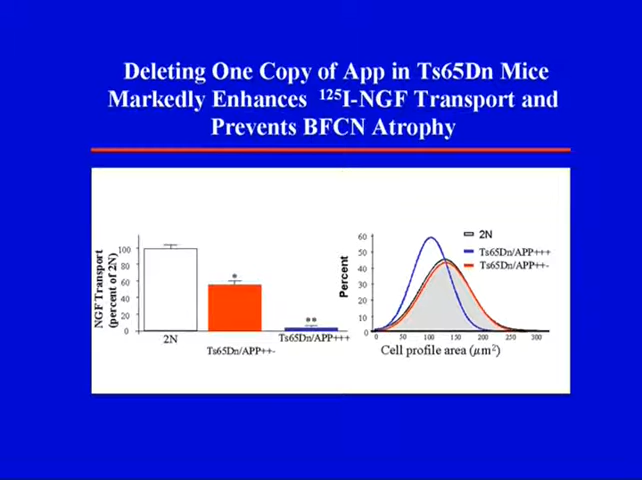 Deleting One Copy of App in Ts65Dn Mice
Markedly Enhances ¹²⁵I-NGF Transport and
Prevents BFCN Atrophy
NGF Transport
(percent of 2N)
100
80
60
40
20
0
*
**
2N
Ts65Dn/APP++-
Ts65Dn/APP+++
Percent
60
50
40
30
20
10
0
0
50
100
150
200
250
300
Cell profile area (µm²)
2N
Ts65Dn/APP+++
Ts65Dn/APP++-